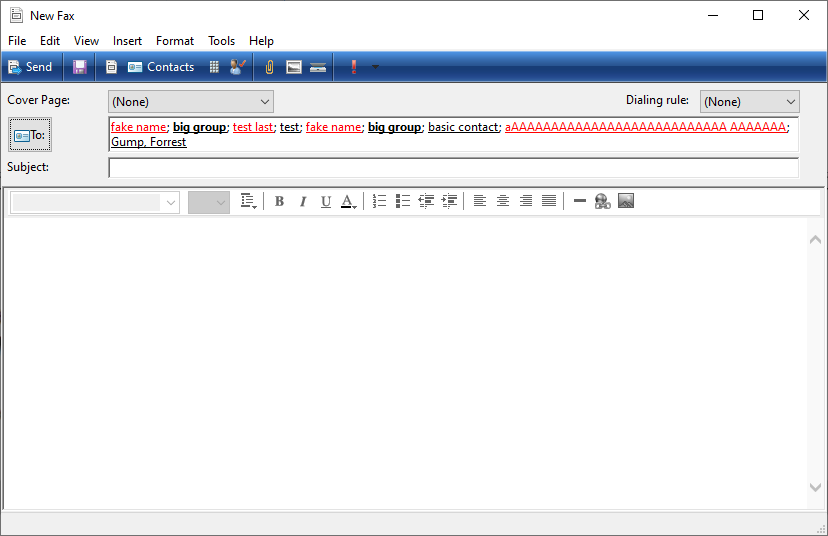 New Fax
File Edit View Insert Format Tools Help
Send Contacts
Cover Page: (None) Dialing rule: (None)
To: fake name; big group; test last; test; fake name; big group; basic contact; aAAAAAAAAAAAAAAAAAAAAAAAAAAA AAAAAAA;
Gump, Forrest
Subject:
B I U A